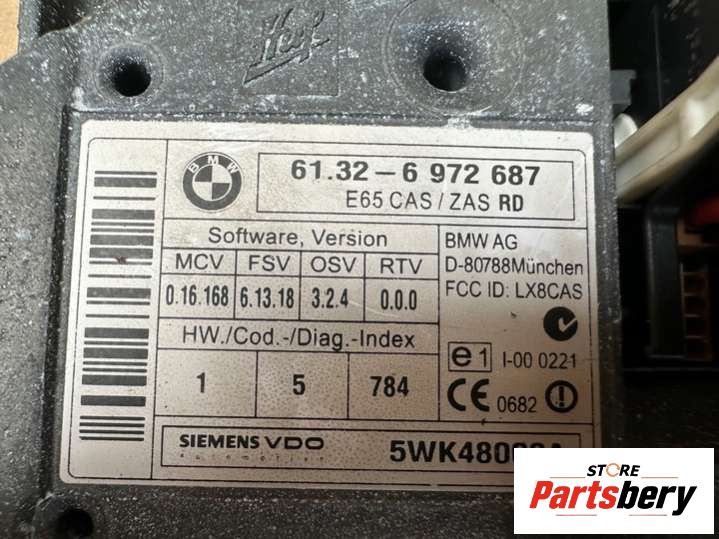 Huf
BMW
61.32-6 972 687
E65 CAS / ZAS RD
Software, Version
MCV FSV OSV RTV
0.16.168 6.13.18 3.2.4 0.0.0
BMW AG
D-80788München
FCC ID: LX8CAS
HW./Cod.-/Diag.-Index
1 5 784
e1 I-00 0221
CE 0682
SIEMENS VDO
Automotive
STORE
Partsbery